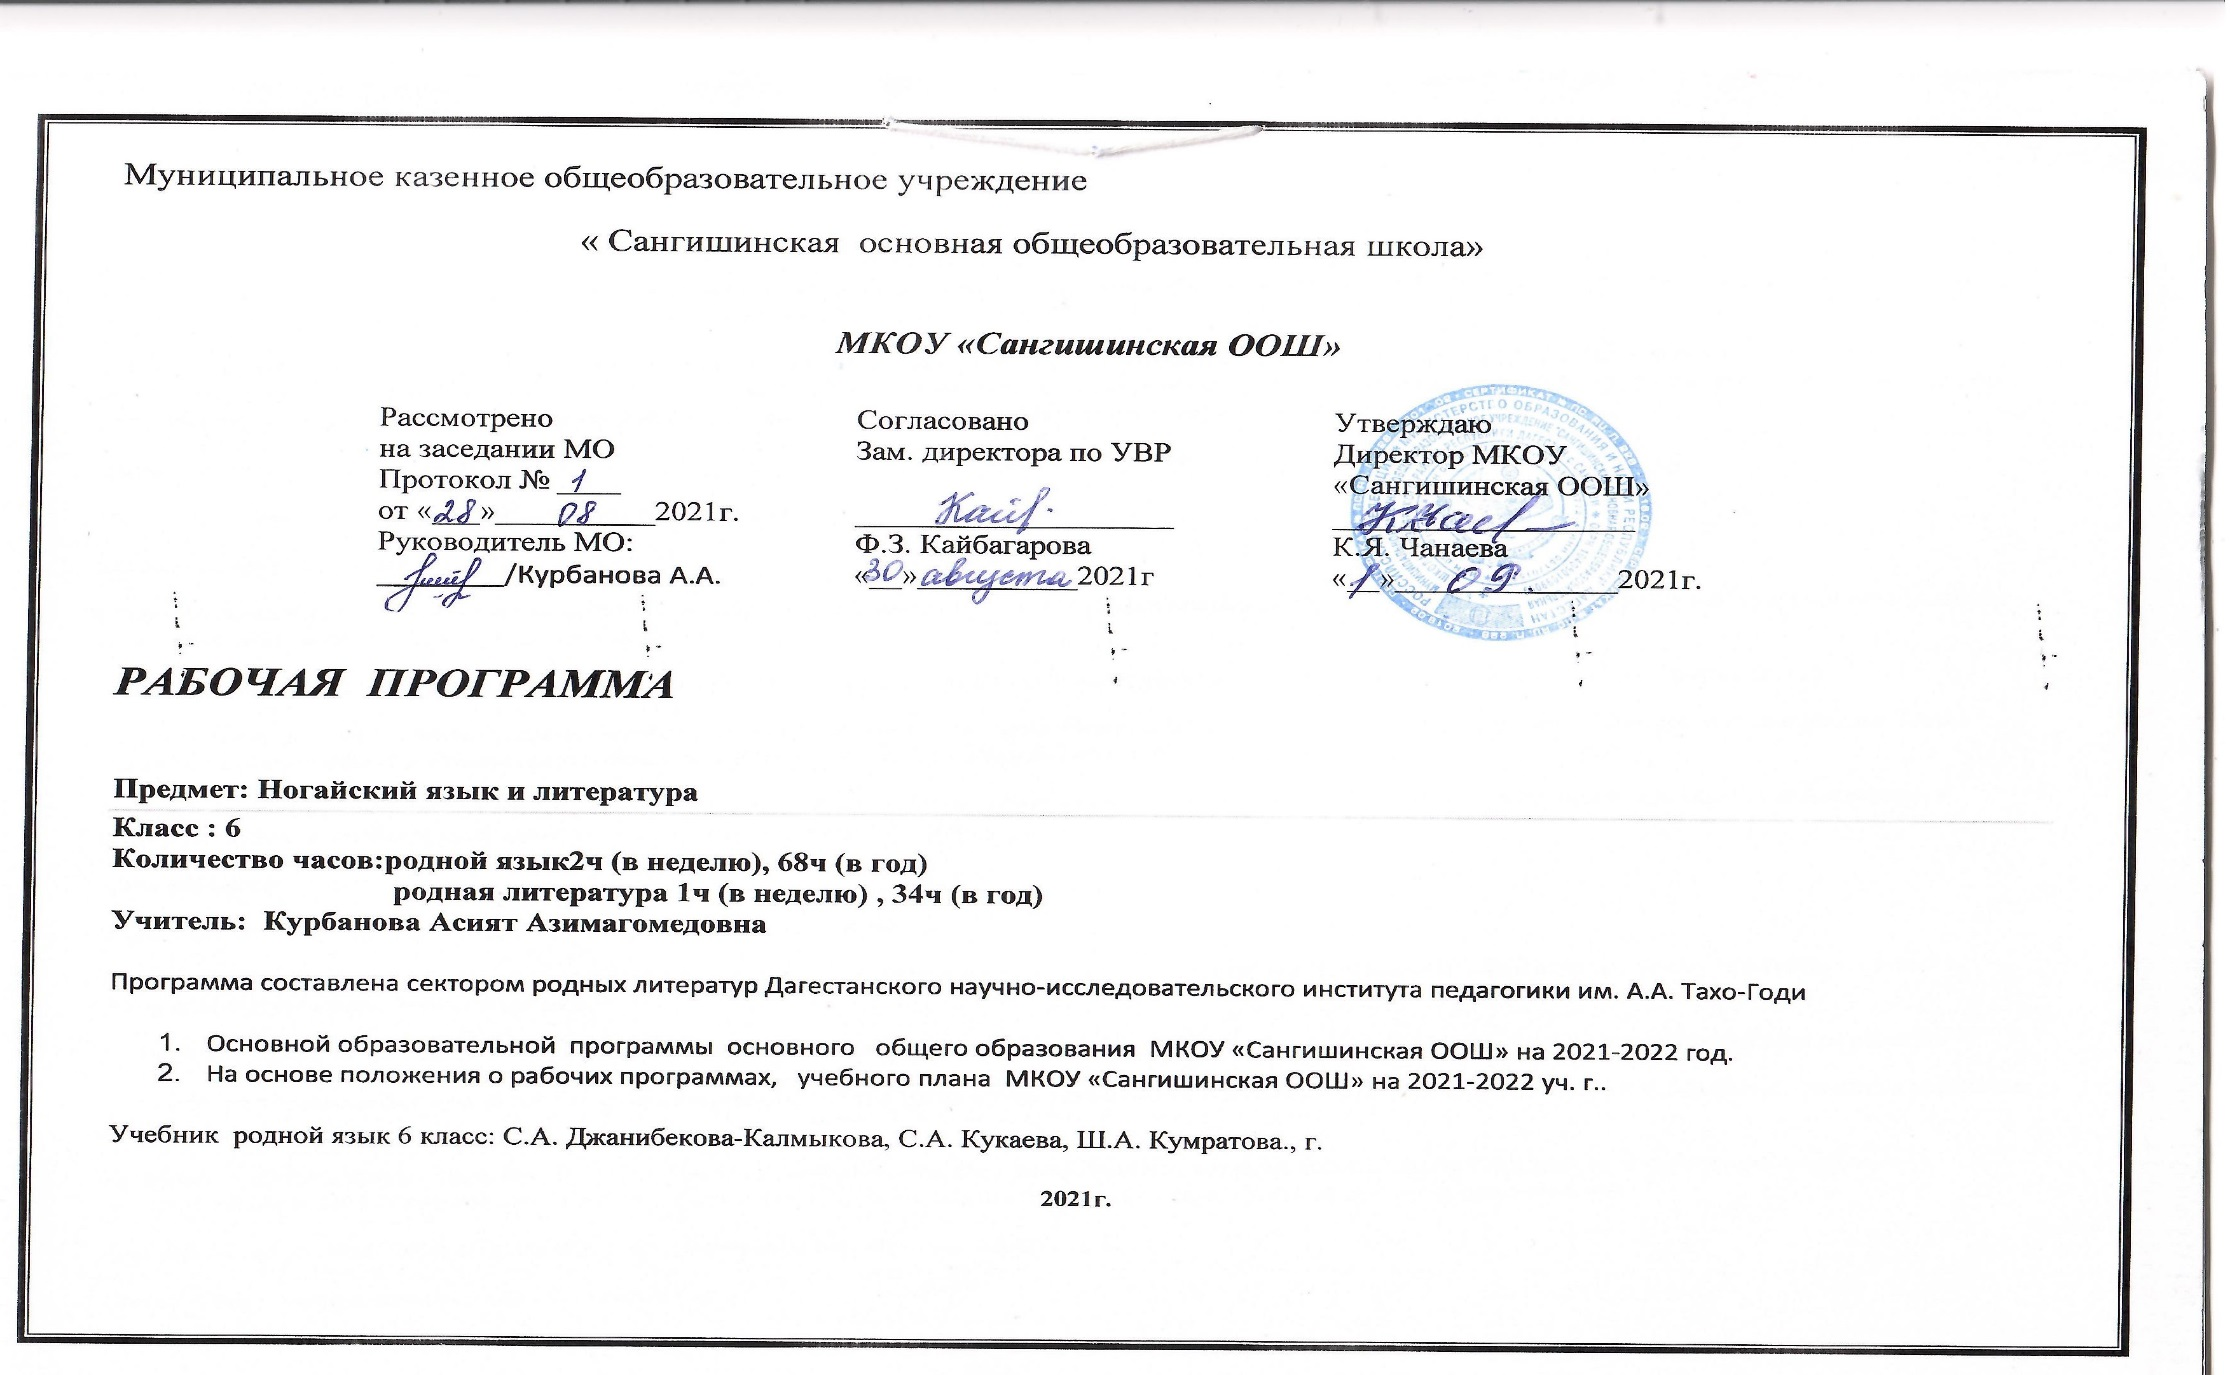 Муниципальное казенное общеобразовательное учреждение
« Сангишинская основная общеобразовательная школа»
МКОУ «Сангишинская ООШ»
Рассмотрено
на заседании МО
Протокол № 1
от «28» 08 2021г.
Руководитель МО:
/Курбанова А.А.
Согласовано
Зам. директора по УВР
Ф.З. Кайбагарова
«30» августа 2021г
Утверждаю
Директор МКОУ
«Сангишинская ООШ»
К.Я. Чанаева
«1» 09 2021г.
РАБОЧАЯ ПРОГРАММА
Предмет: Ногайский язык и литература
Класс : 6
Количество часов:родной язык2ч (в неделю), 68ч (в год)
родная литература 1ч (в неделю) , 34ч (в год)
Учитель: Курбанова Асият Азимагомедовна
Программа составлена сектором родных литератур Дагестанского научно-исследовательского института педагогики им. А.А. Тахо-Годи
1. Основной образовательной программы основного общего образования МКОУ «Сангишинская ООШ» на 2021-2022 год.
2. На основе положения о рабочих программах, учебного плана МКОУ «Сангишинская ООШ» на 2021-2022 уч. г..
Учебник родной язык 6 класс: С.А. Джанибекова-Калмыкова, С.А. Кукаева, Ш.А. Кумратова., г.
2021г.